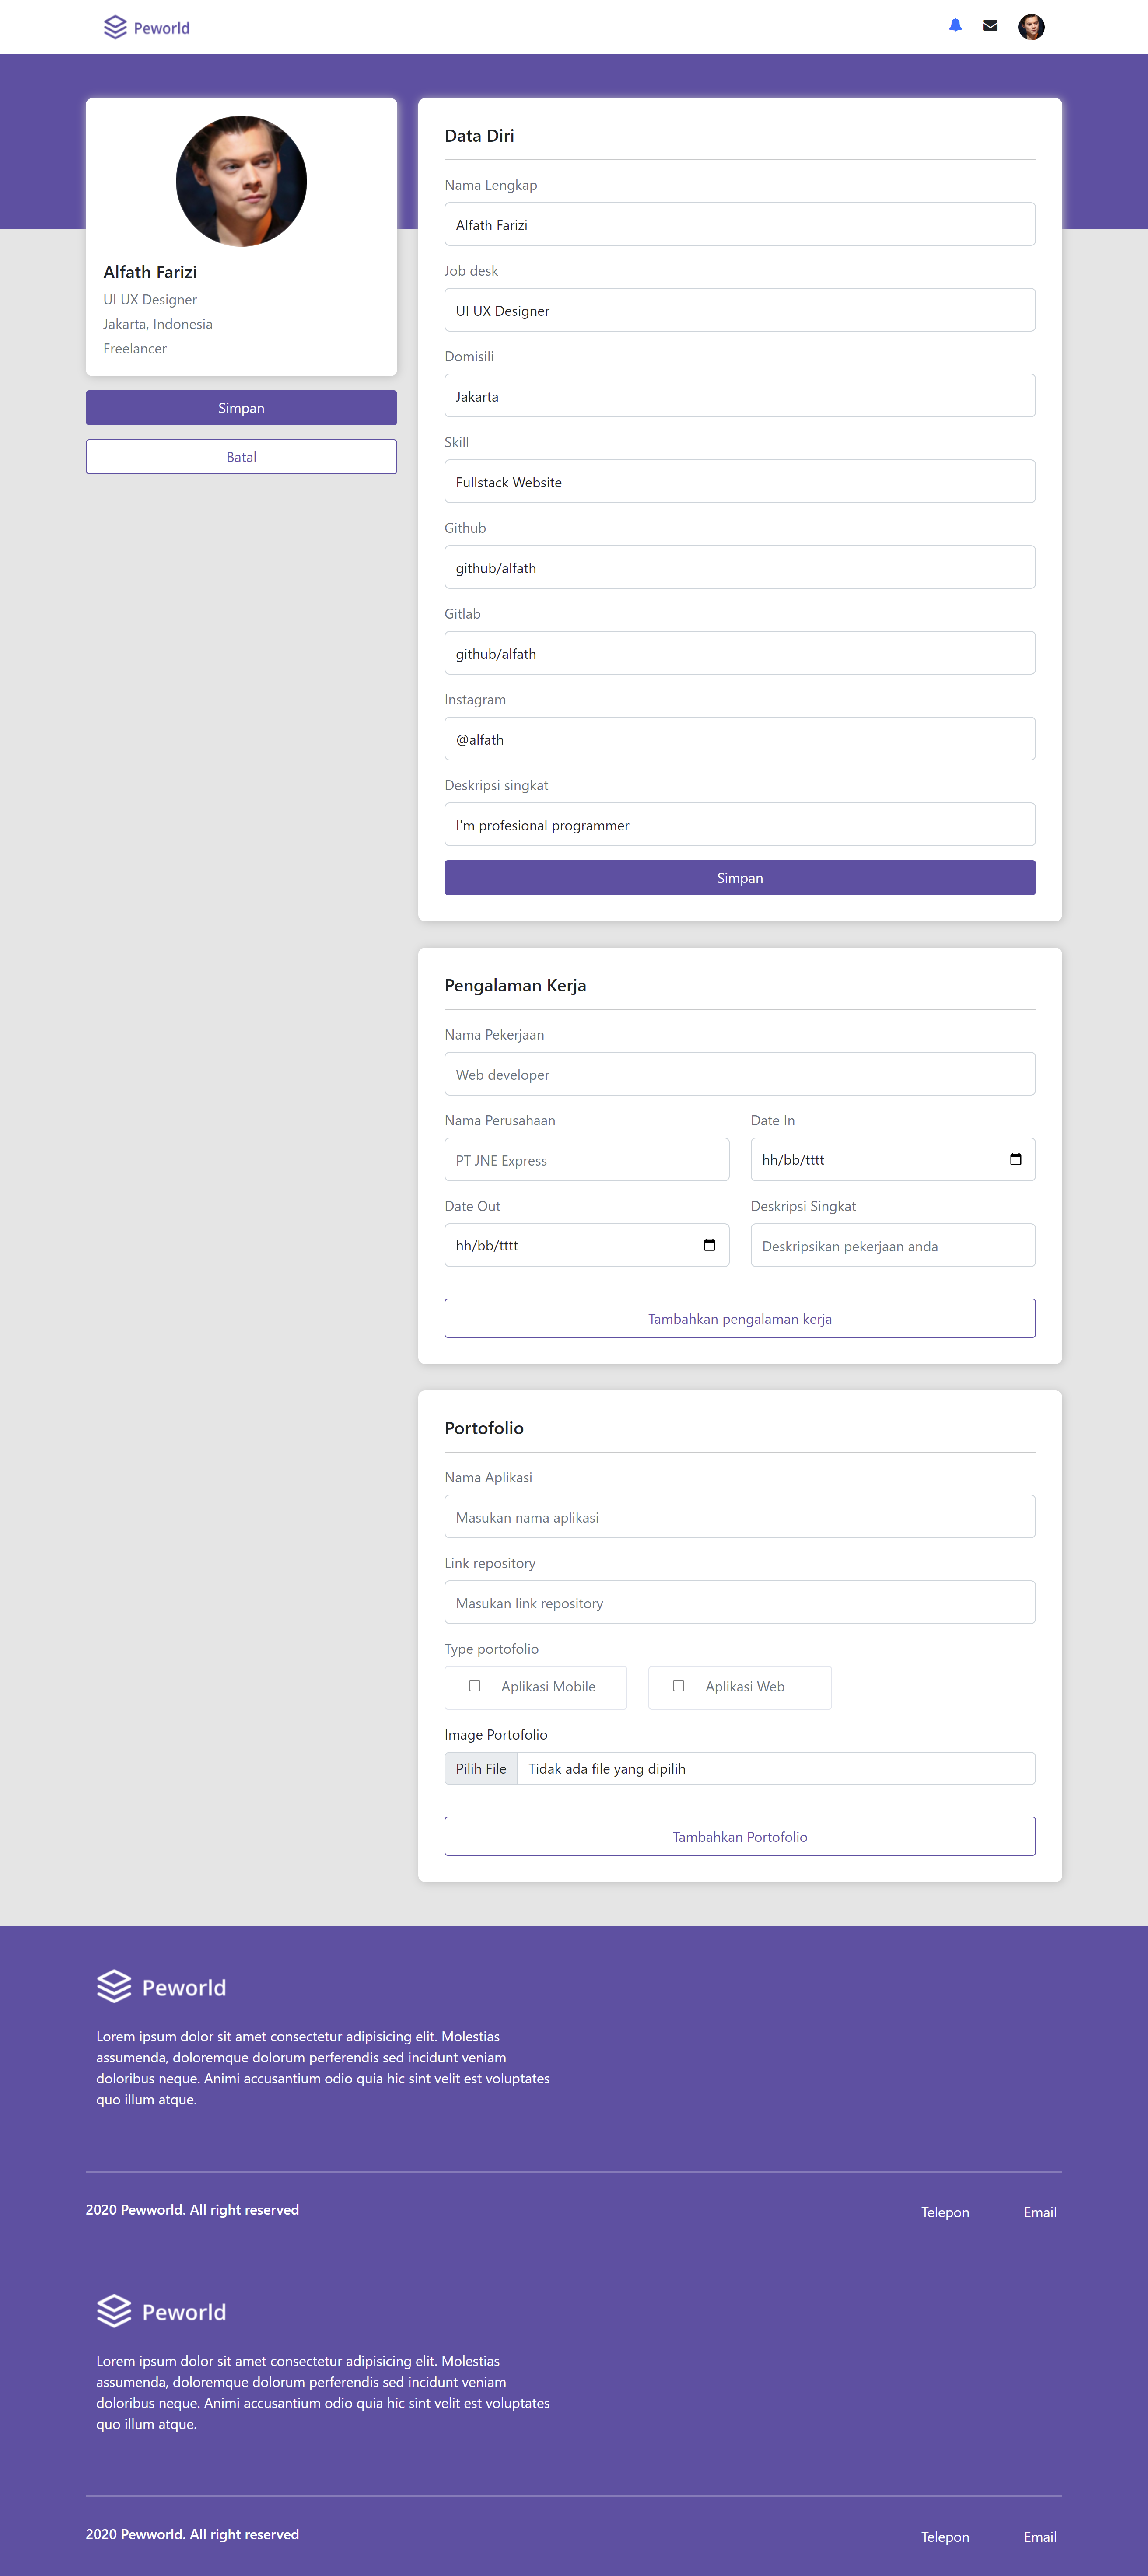 Peworld
Alfath Farizi
UI UX Designer
Jakarta, Indonesia
Freelancer
Simpan
Batal
Data Diri
Nama Lengkap
Alfath Farizi
Job desk
UI UX Designer
Domisili
Jakarta
Skill
Fullstack Website
Github
github/alfath
Gitlab
github/alfath
Instagram
@alfath
Deskripsi singkat
I'm profesional programmer
Simpan
Pengalaman Kerja
Nama Pekerjaan
Web developer
Nama Perusahaan
PT JNE Express
Date In
hh/bb/tttt
Date Out
hh/bb/tttt
Deskripsi Singkat
Deskripsikan pekerjaan anda
Tambahkan pengalaman kerja
Portofolio
Nama Aplikasi
Masukan nama aplikasi
Link repository
Masukan link repository
Type portofolio
Aplikasi Mobile
Aplikasi Web
Image Portofolio
Pilih File Tidak ada file yang dipilih
Tambahkan Portofolio
Peworld
Lorem ipsum dolor sit amet consectetur adipisicing elit. Molestias
assumenda, doloremque dolorum perferendis sed incidunt veniam
doloribus neque. Animi accusantium odio quia hic sint velit est voluptates
quo illum atque.
2020 Pewworld. All right reserved
Telepon
Email
Peworld
Lorem ipsum dolor sit amet consectetur adipisicing elit. Molestias
assumenda, doloremque dolorum perferendis sed incidunt veniam
doloribus neque. Animi accusantium odio quia hic sint velit est voluptates
quo illum atque.
2020 Pewworld. All right reserved
Telepon
Email